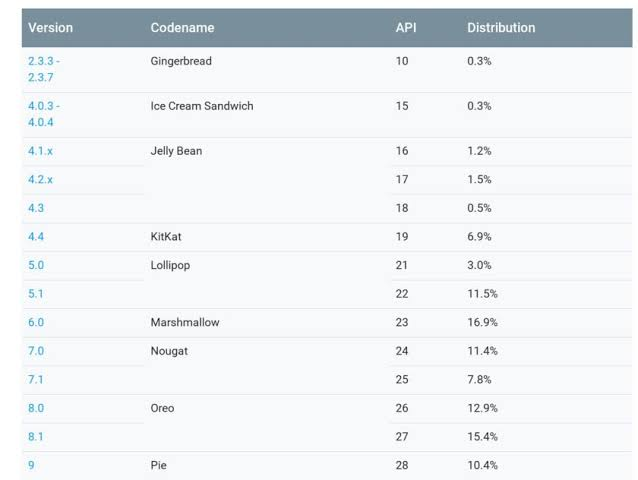 Version Codename API Distribution
2.3.3 - Gingerbread 10 0.3%
2.3.7
4.0.3 - Ice Cream Sandwich 15 0.3%
4.0.4
4.1.x Jelly Bean 16 1.2%
4.2.x 17 1.5%
4.3 18 0.5%
4.4 KitKat 19 6.9%
5.0 Lollipop 21 3.0%
5.1 22 11.5%
6.0 Marshmallow 23 16.9%
7.0 Nougat 24 11.4%
7.1 25 7.8%
8.0 Oreo 26 12.9%
8.1 27 15.4%
9 Pie 28 10.4%